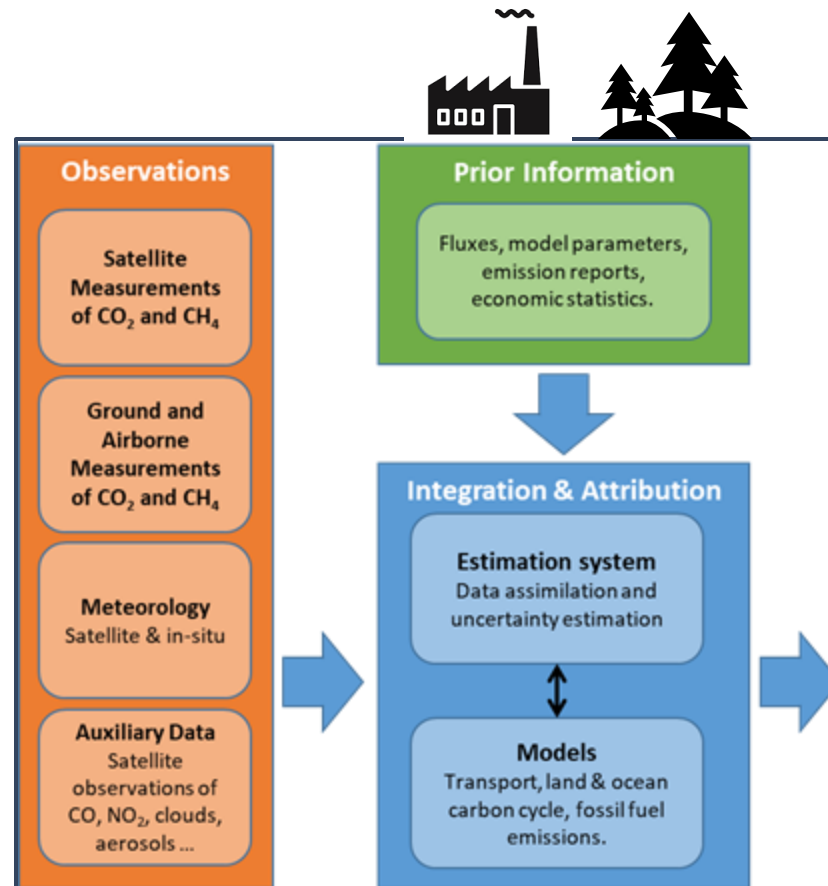 Observations
Satellite
Measurements
of CO₂ and CH₄
Ground and
Airborne
Measurements
of CO₂ and CH₄
Meteorology
Satellite & in-situ
Auxiliary Data
Satellite
observations of
CO, NO₂, clouds,
aerosols ...
Prior Information
Fluxes, model parameters,
emission reports,
economic statistics.
Integration & Attribution
Estimation system
Data assimilation and
uncertainty estimation
Models
Transport, land & ocean
carbon cycle, fossil fuel
emissions.